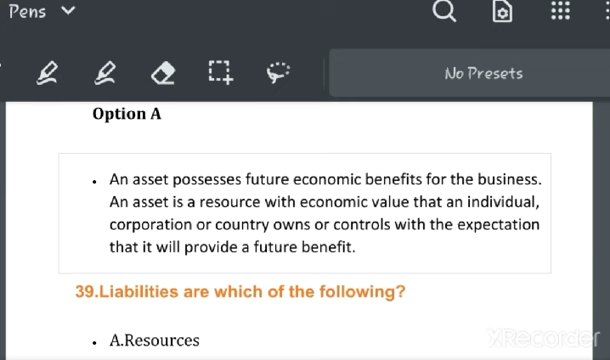 Pens
No Presets
Option A
• An asset possesses future economic benefits for the business.
An asset is a resource with economic value that an individual,
corporation or country owns or controls with the expectation
that it will provide a future benefit.
39.Liabilities are which of the following?
• A.Resources
XRecorder